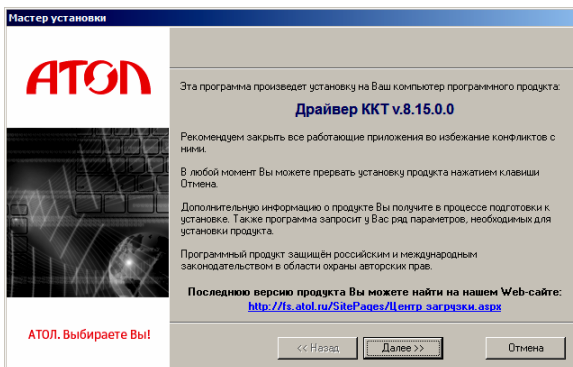 Мастер установки
АТОЛ
Эта программа произведет установку на Ваш компьютер программного продукта:
Драйвер ККТ v.8.15.0.0
Рекомендуем закрыть все работающие приложения во избежание конфликтов с
ними.
В любой момент Вы можете прервать установку продукта нажатием клавиши
Отмена.
Дополнительную информацию о продукте Вы получите в процессе подготовки к
установке. Также программа запросит у Вас ряд параметров, необходимых для
установки продукта.
Программный продукт защищён российским и международным
законодательством в области охраны авторских прав.
Последнюю версию продукта Вы можете найти на нашем Web-сайте:
http://fs.atol.ru/SitePages/Центр загрузки.aspx
АТОЛ. Выбираете Вы!
<< Назад
Далее >>
Отмена